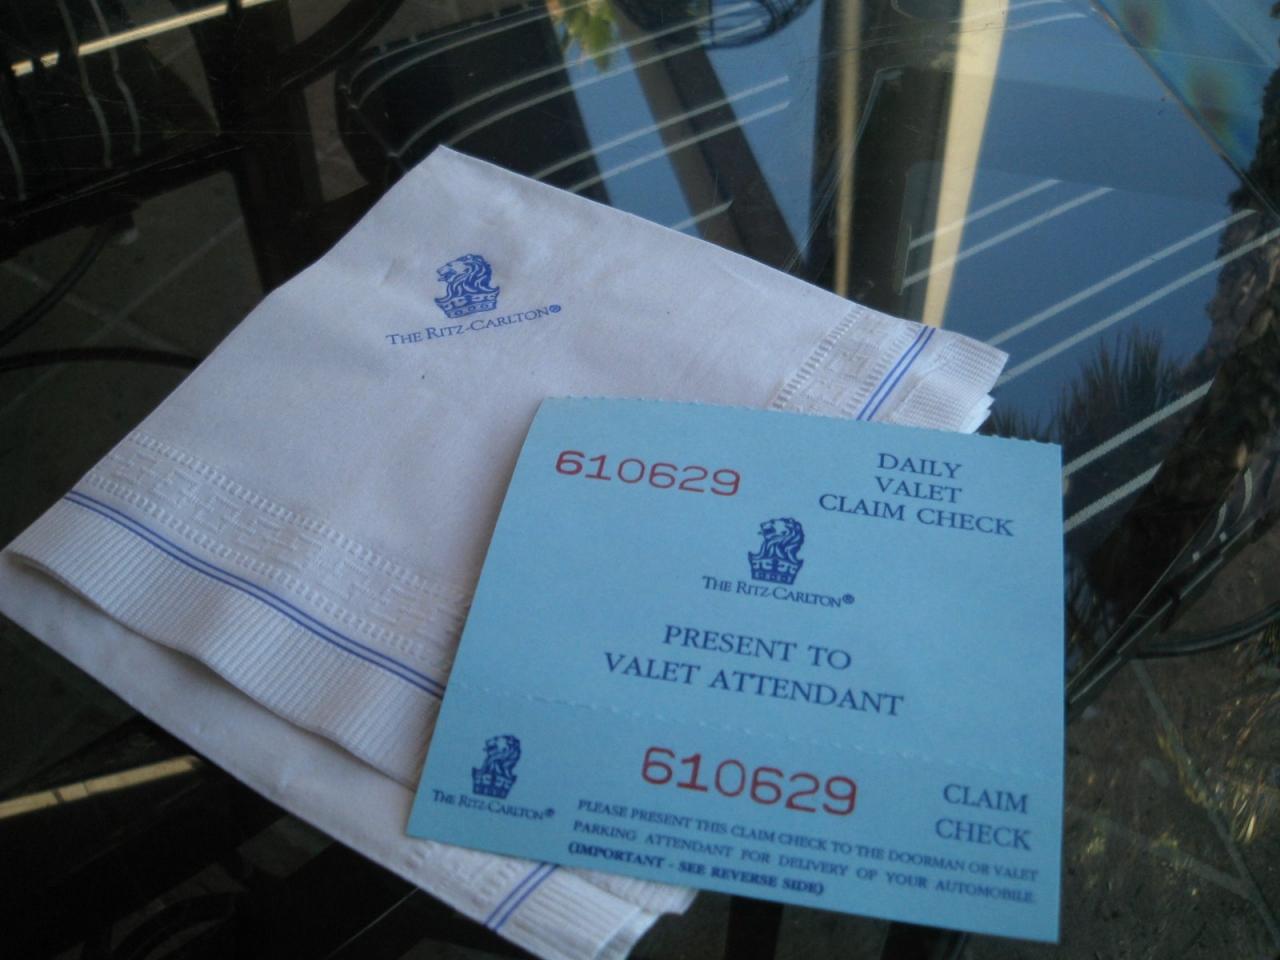 THE RITZ-CARLTON®
610629
DAILY
VALET
CLAIM CHECK
THE RITZ-CARLTON®
PRESENT TO
VALET ATTENDANT
THE RITZ-CARLTON®
610629
CLAIM
CHECK
PLEASE PRESENT THIS CLAIM CHECK TO THE DOORMAN OR VALET
PARKING ATTENDANT FOR DELIVERY OF YOUR AUTOMOBILE.
(IMPORTANT - SEE REVERSE SIDE)